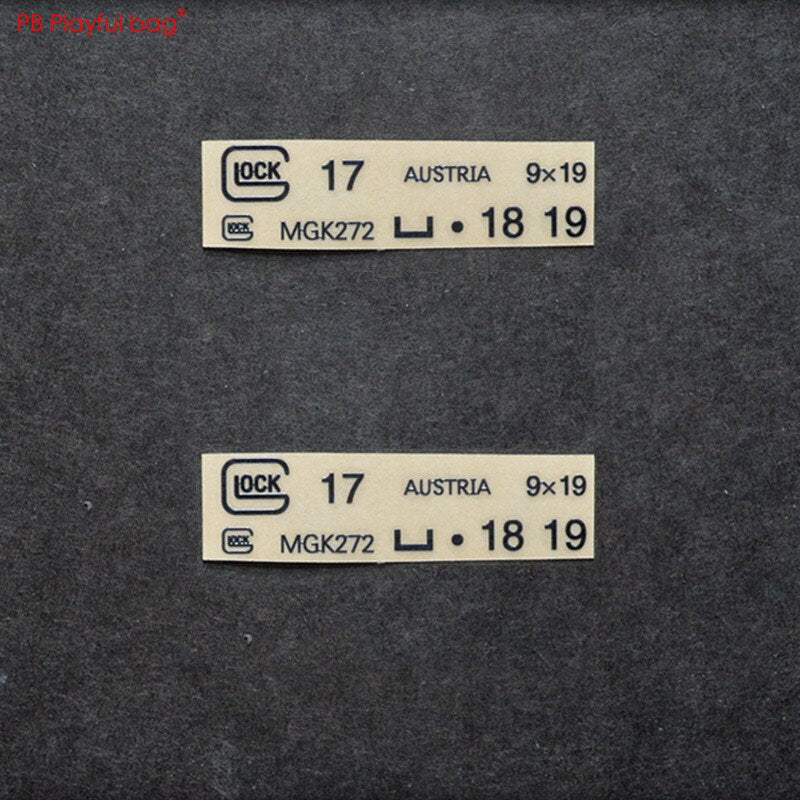 PB Playful bag®
GLOCK 17 AUSTRIA 9×19
GLOCK MGK272 • 18 19
GLOCK 17 AUSTRIA 9×19
GLOCK MGK272 • 18 19